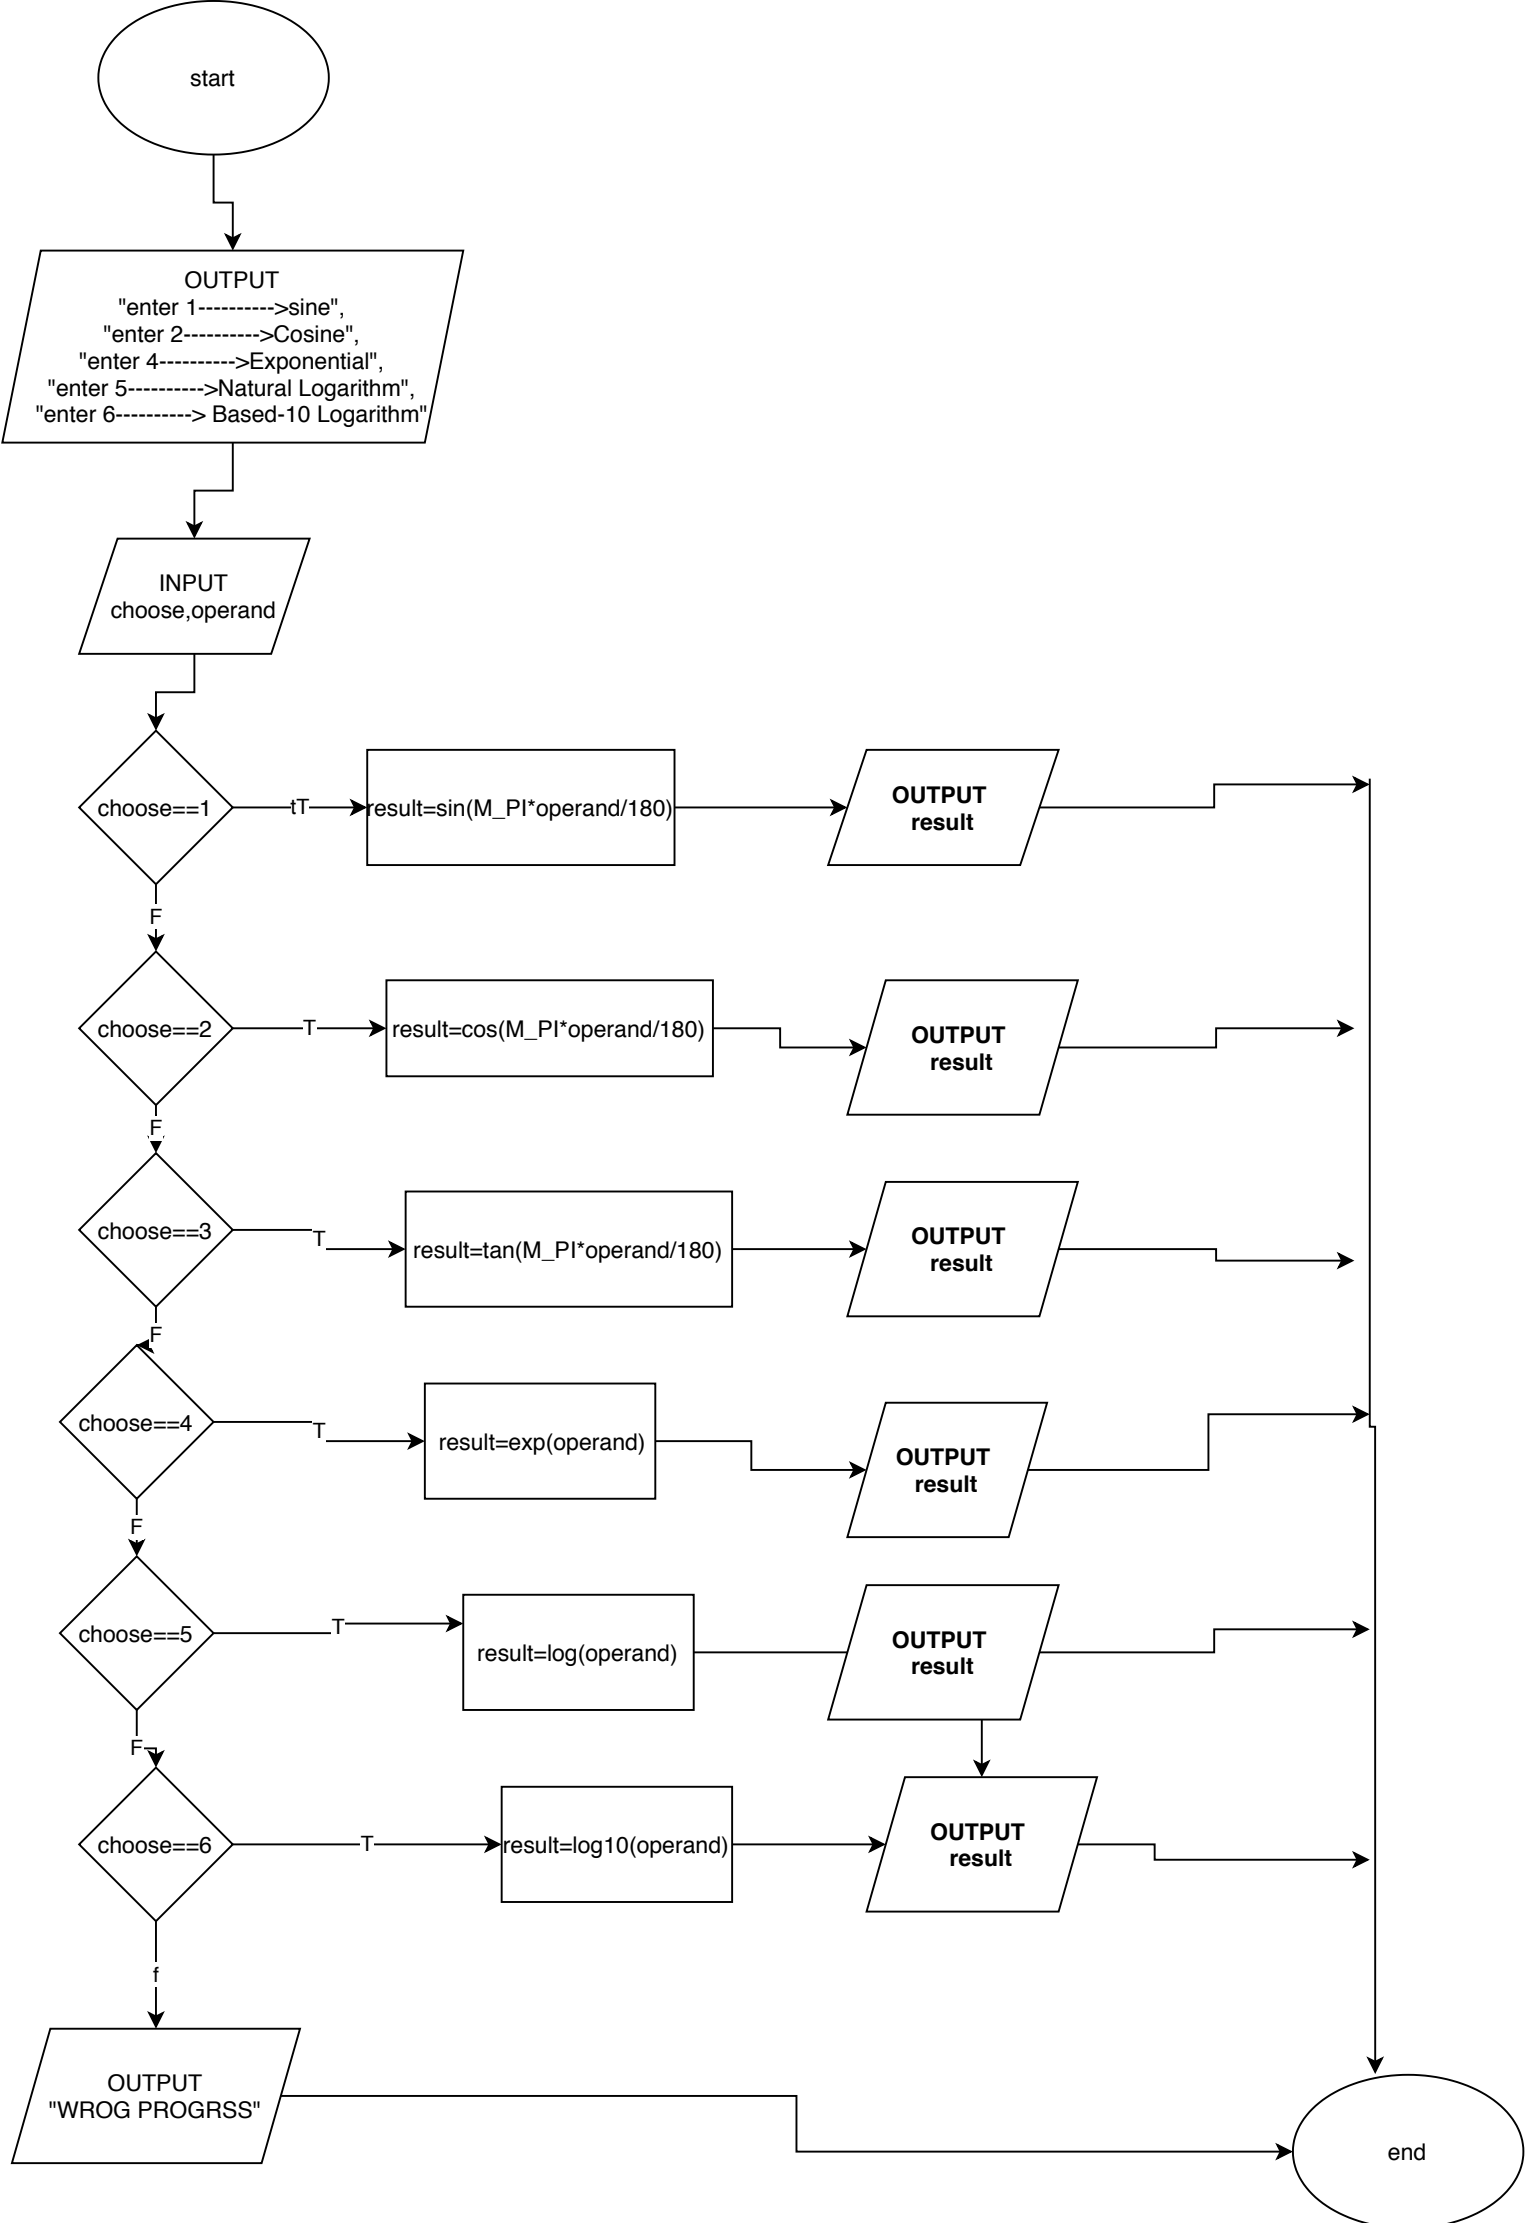 start
OUTPUT
"enter 1---------->sine",
"enter 2---------->Cosine",
"enter 4---------->Exponential",
"enter 5---------->Natural Logarithm",
"enter 6----------> Based-10 Logarithm"
INPUT
choose,operand
choose==1
tT
result=sin(M_PI*operand/180)
OUTPUT
result
F
choose==2
T
result=cos(M_PI*operand/180)
OUTPUT
result
F
choose==3
T
result=tan(M_PI*operand/180)
OUTPUT
result
F
choose==4
T
result=exp(operand)
OUTPUT
result
F
choose==5
T
result=log(operand)
OUTPUT
result
F
choose==6
T
result=log10(operand)
OUTPUT
result
f
OUTPUT
"WROG PROGRSS"
end